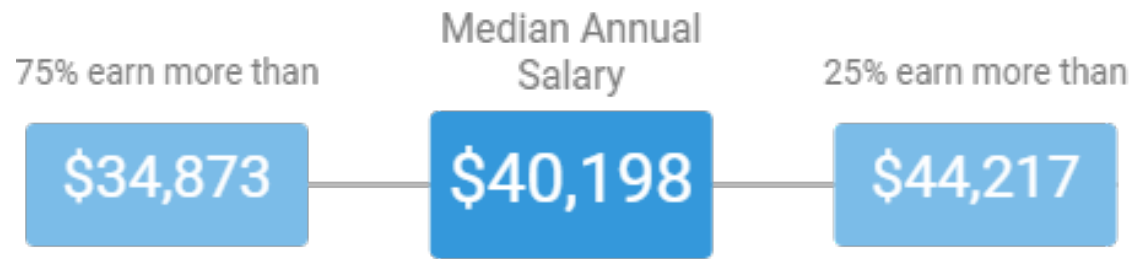 75% earn more than
$34,873
Median Annual
Salary
$40,198
25% earn more than
$44,217